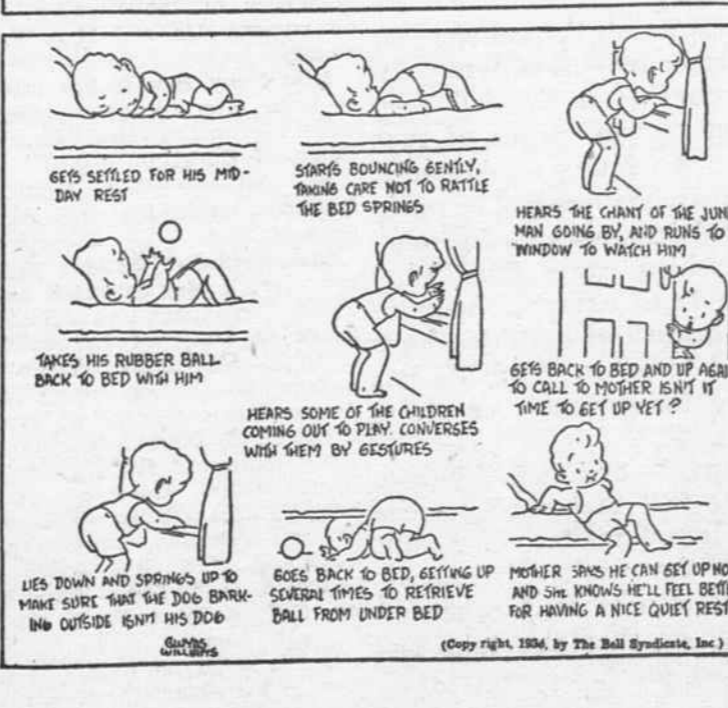 GETS SETTLED FOR HIS MID-
DAY REST
STARTS BOUNCING GENTLY,
TAKING CARE NOT TO RATTLE
THE BED SPRINGS
HEARS THE CHANT OF THE JUN
MAN GOING BY, AND RUNS TO
WINDOW TO WATCH HIM
TAKES HIS RUBBER BALL
BACK TO BED WITH HIM
HEARS SOME OF THE CHILDREN
COMING OUT TO PLAY. CONVERSES
WITH THEM BY GESTURES
GETS BACK TO BED AND UP AGAI
TO CALL TO MOTHER ISN'T IT
TIME TO GET UP YET?
LIES DOWN AND SPRINGS UP TO
MAKE SURE THAT THE DOG BARK-
ING OUTSIDE ISN'T HIS DOG
GOES BACK TO BED, GETTING UP
SEVERAL TIMES TO RETRIEVE
BALL FROM UNDER BED
MOTHER SAYS HE CAN GET UP NO
AND SHE KNOWS HE'LL FEEL BETT
FOR HAVING A NICE QUIET REST
GLUYAS
WILLIAMS
(Copy right, 1934, by The Bell Syndicate, Inc.)